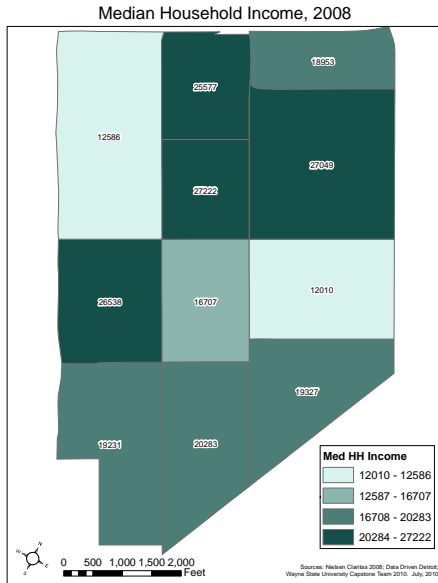 Median Household Income, 2008
18953
25577
12586
27049
27222
26538
16707
12010
19327
19231
20283
Med HH Income
12010 - 12586
12587 - 16707
16708 - 20283
20284 - 27222
N
W
E
S
0 500 1,000 1,500 2,000
Feet
Sources: Nielsen Claritas 2008; Data Driven Detroit;
Wayne State University Capstone Team 2010. July, 2010